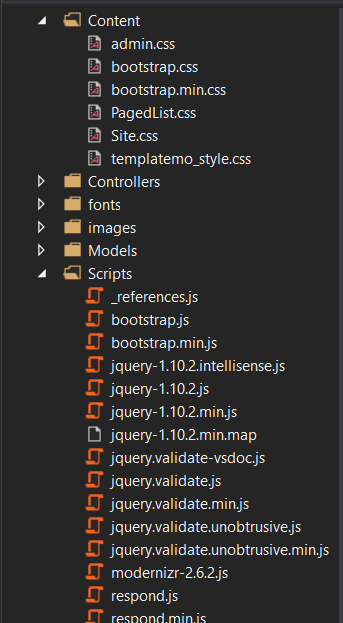 Content
admin.css
bootstrap.css
bootstrap.min.css
PagedList.css
Site.css
templatemo_style.css
Controllers
fonts
images
Models
Scripts
_references.js
bootstrap.js
bootstrap.min.js
jquery-1.10.2.intellisense.js
jquery-1.10.2.js
jquery-1.10.2.min.js
jquery-1.10.2.min.map
jquery.validate-vsdoc.js
jquery.validate.js
jquery.validate.min.js
jquery.validate.unobtrusive.js
jquery.validate.unobtrusive.min.js
modernizr-2.6.2.js
respond.js
respond.min.js